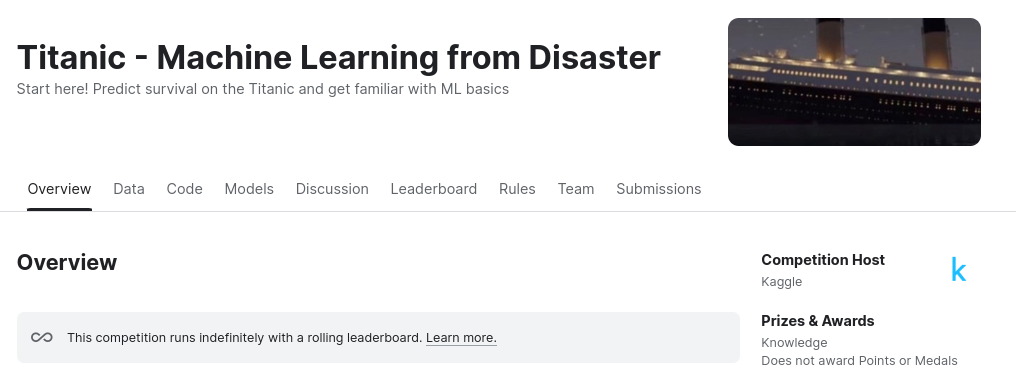 Titanic - Machine Learning from Disaster
Start here! Predict survival on the Titanic and get familiar with ML basics
Overview Data Code Models Discussion Leaderboard Rules Team Submissions
Overview
This competition runs indefinitely with a rolling leaderboard. Learn more.
Competition Host
Kaggle
k
Prizes & Awards
Knowledge
Does not award Points or Medals